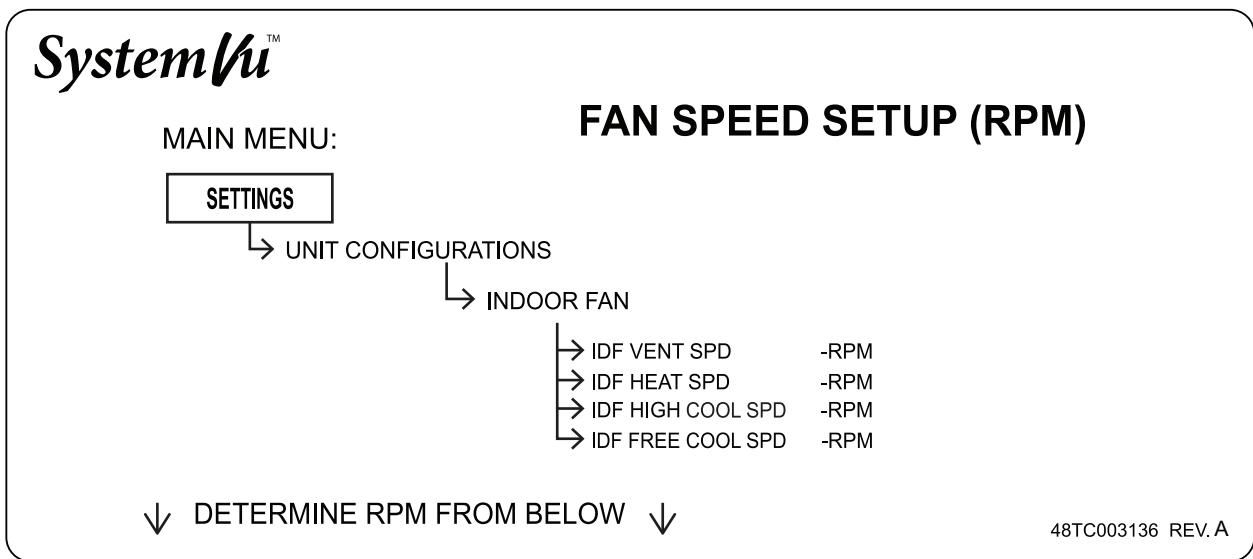 SystemVu™
FAN SPEED SETUP (RPM)
MAIN MENU:
SETTINGS
UNIT CONFIGURATIONS
INDOOR FAN
IDF VENT SPD -RPM
IDF HEAT SPD -RPM
IDF HIGH COOL SPD -RPM
IDF FREE COOL SPD -RPM
DETERMINE RPM FROM BELOW
48TC003136 REV. A